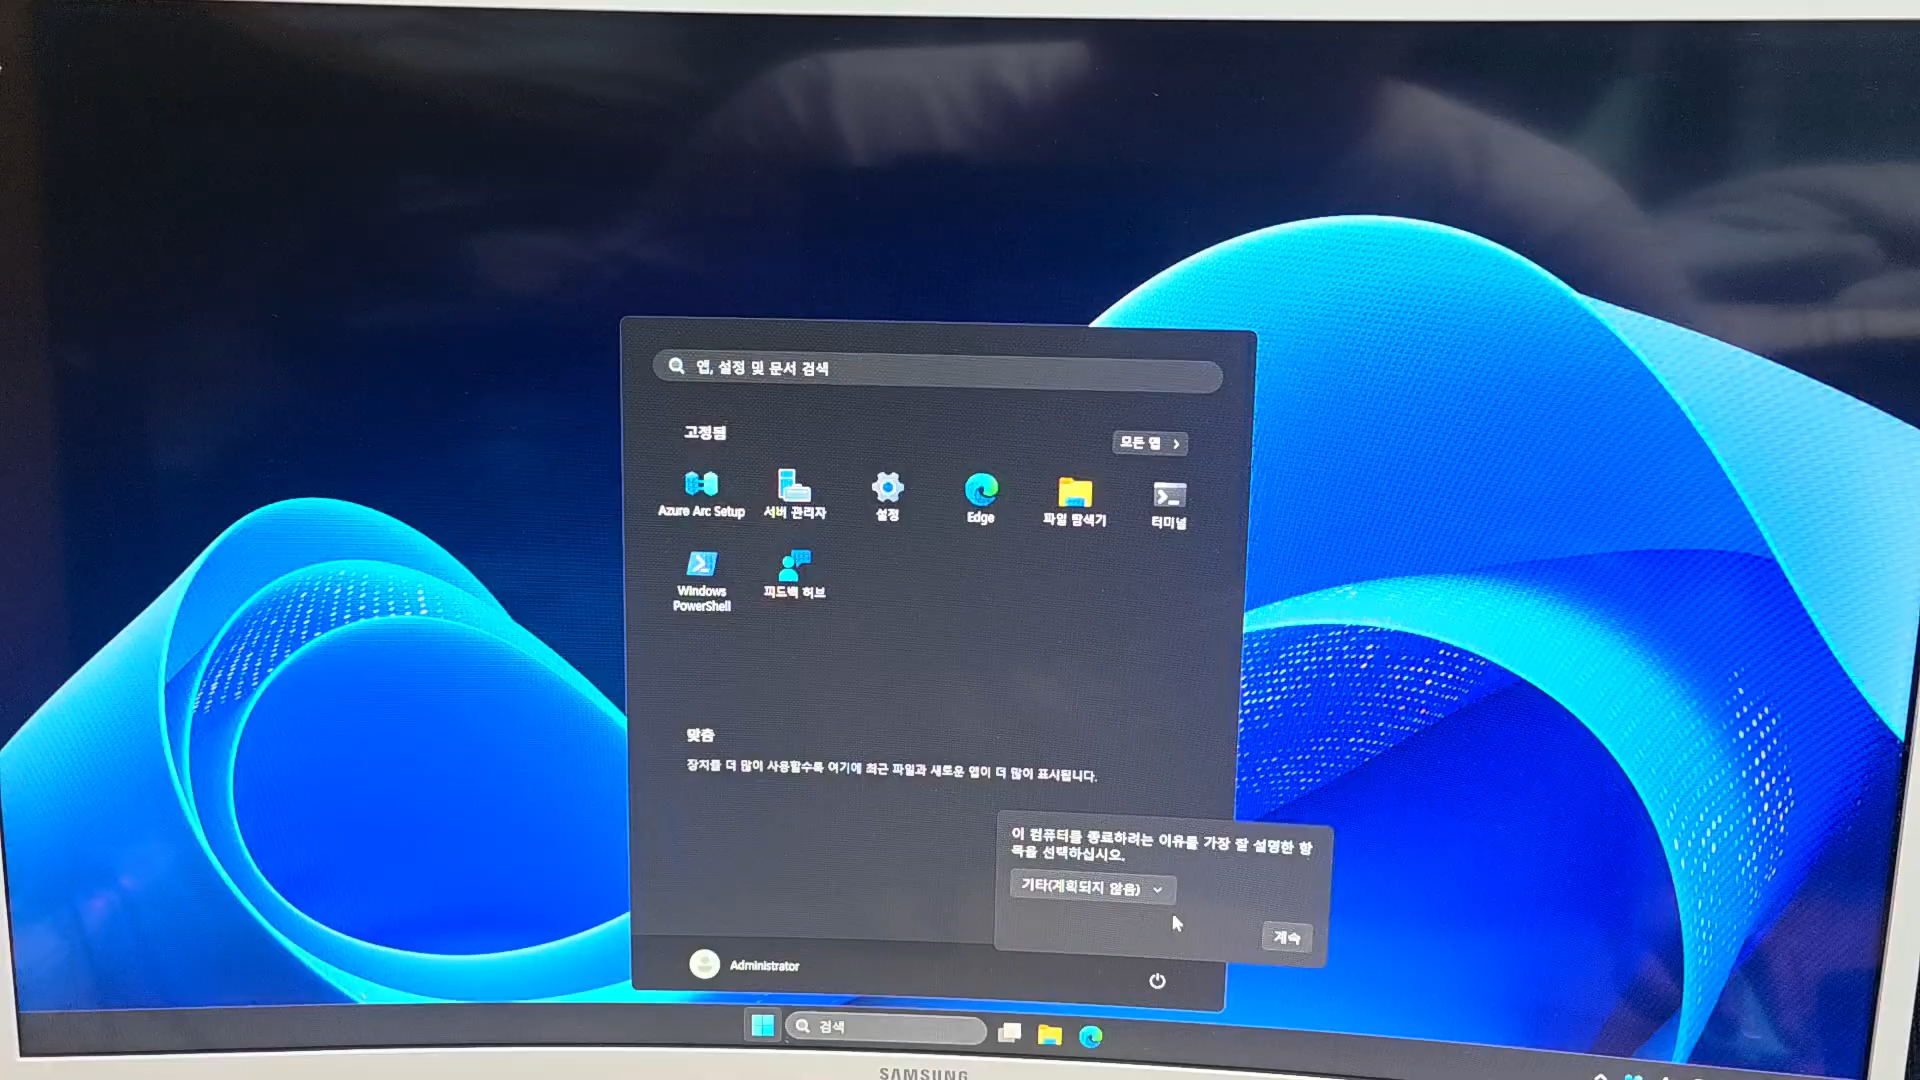 앱, 설정 및 문서 검색
고정됨
모든 앱
Azure Arc Setup
서버 관리자
설정
Edge
파일 탐색기
터미널
Windows
PowerShell
피드백 허브
맞춤
장치를 더 많이 사용할수록 여기에 최근 파일과 새로운 앱이 더 많이 표시됩니다.
이 컴퓨터를 종료하려는 이유를 가장 잘 설명한 항
목을 선택하십시오.
기타(계획되지 않음)
계속
Administrator
검색
SAMSUNG